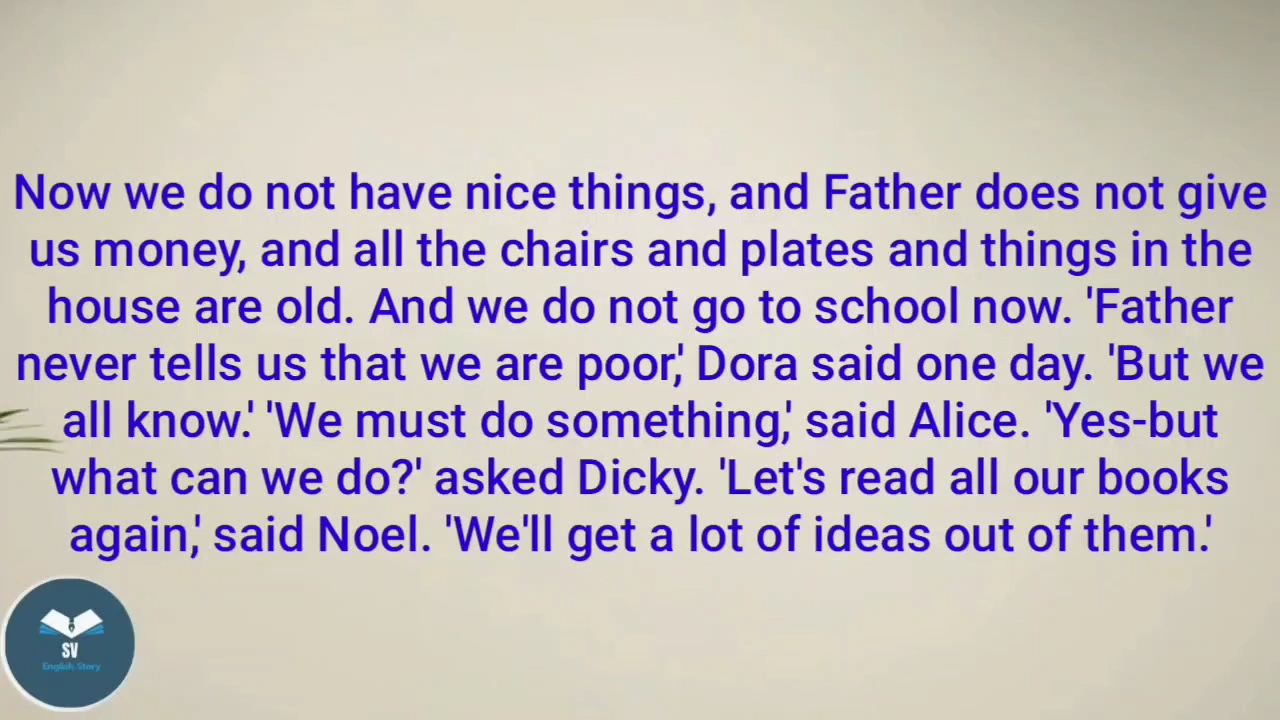 Now we do not have nice things, and Father does not give
us money, and all the chairs and plates and things in the
house are old. And we do not go to school now. 'Father
never tells us that we are poor,' Dora said one day. 'But we
all know.' 'We must do something,' said Alice. 'Yes-but
what can we do?' asked Dicky. 'Let's read all our books
again,' said Noel. 'We'll get a lot of ideas out of them.'
SV
English Story